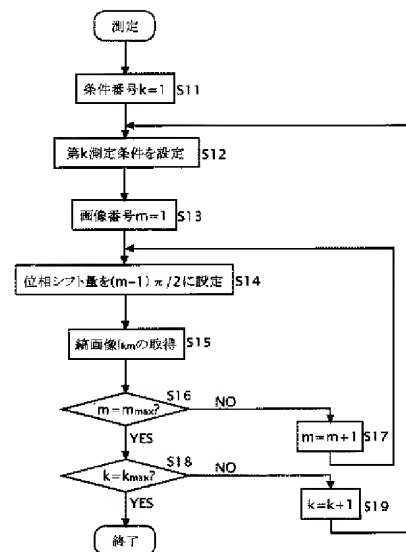 測定
条件番号k=1 S11
第k測定条件を設定 S12
画像番号m=1 S13
位相シフト量を(m-1)π/2に設定 S14
縞画像Ikmの取得 S15
m=mmax? S16 NO
m=m+1 S17
YES
k=kmax? S18 NO
k=k+1 S19
YES
終了